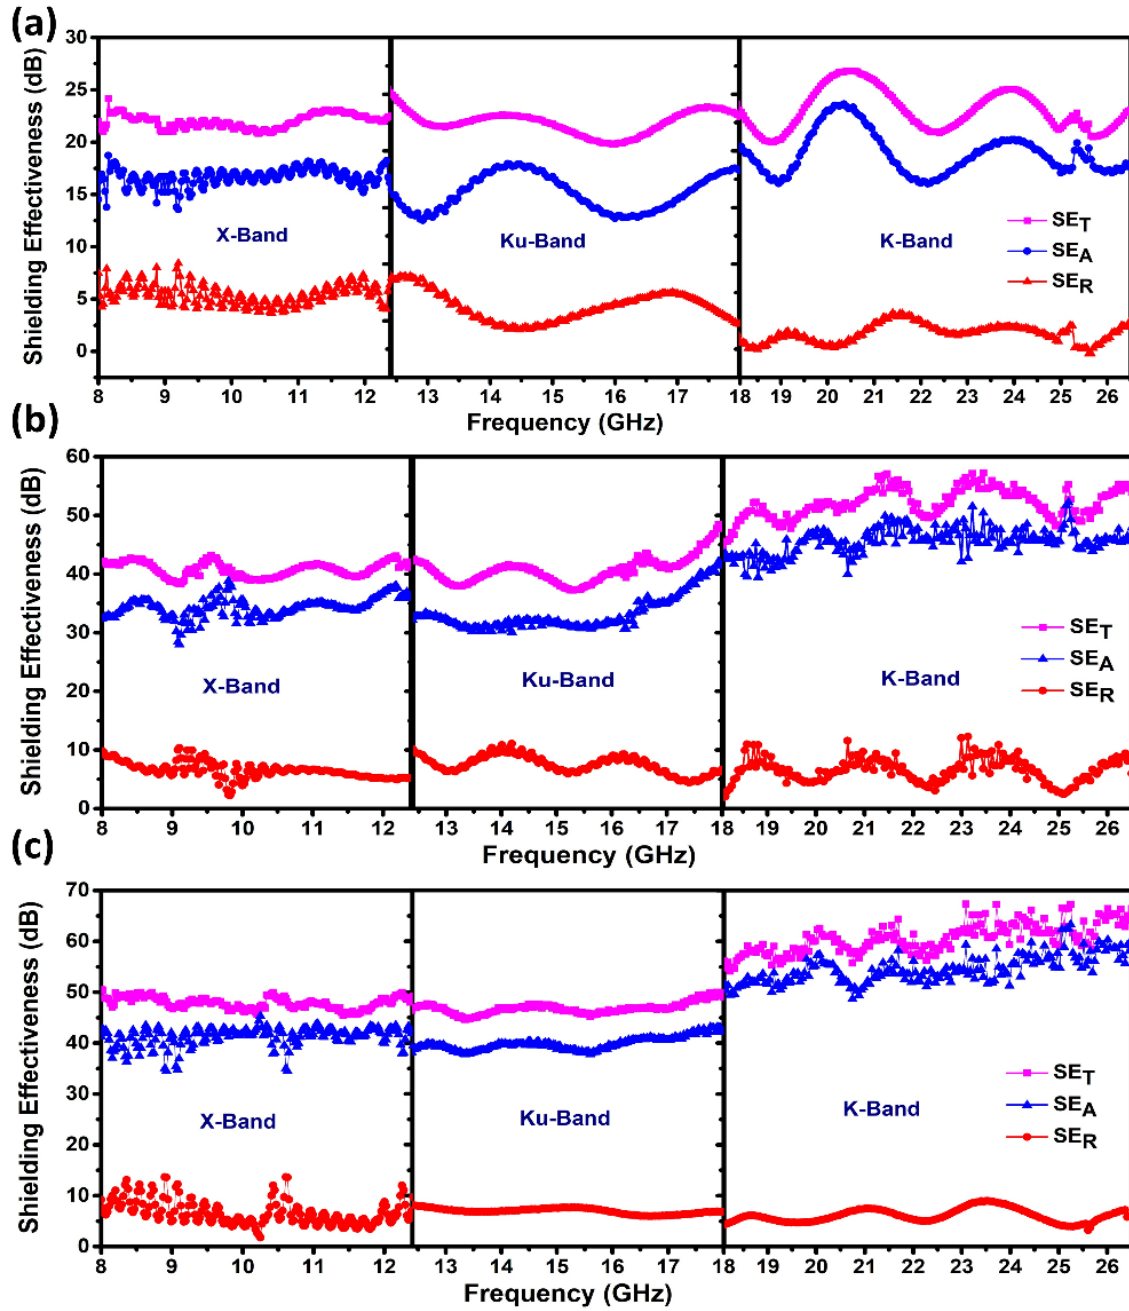 (a)
Shielding Effectiveness (dB)
30
25
20
15
10
5
0
X-Band
Ku-Band
K-Band
SET
SEA
SER
8 9 10 11 12 13 14 15 16 17 18 19 20 21 22 23 24 25 26
Frequency (GHz)
(b)
Shielding Effectiveness (dB)
60
50
40
30
20
10
0
X-Band
Ku-Band
K-Band
SET
SEA
SER
8 9 10 11 12 13 14 15 16 17 18 19 20 21 22 23 24 25 26
Frequency (GHz)
(c)
Shielding Effectiveness (dB)
70
60
50
40
30
20
10
0
X-Band
Ku-Band
K-Band
SET
SEA
SER
8 9 10 11 12 13 14 15 16 17 18 19 20 21 22 23 24 25 26
Frequency (GHz)